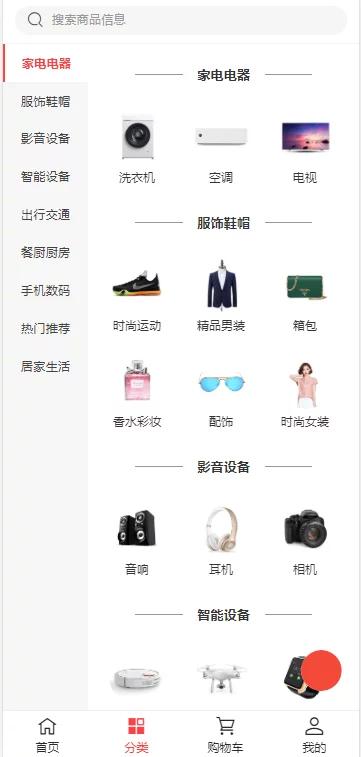 搜索商品信息
家电电器
服饰鞋帽
影音设备
智能设备
出行交通
餐厨厨房
手机数码
热门推荐
居家生活
家电电器
洗衣机 空调 电视
服饰鞋帽
时尚运动 精品男装 箱包
香水彩妆 配饰 时尚女装
影音设备
音响 耳机 相机
智能设备
首页 分类 购物车 我的